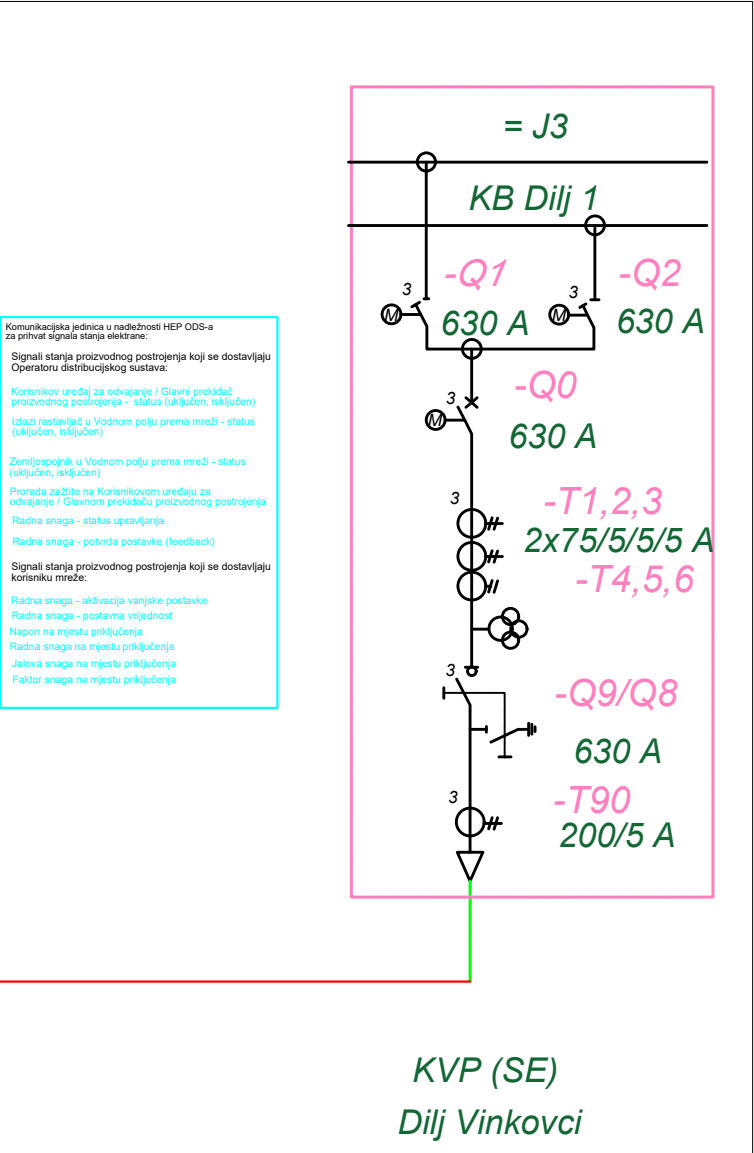 = J3
KB Dilj 1
-Q1
-Q2
3
3
M
630 A
M
630 A
-Q0
3
M
630 A
3
-T1,2,3
2x75/5/5/5 A
-T4,5,6
3
-Q9/Q8
630 A
3
-T90
200/5 A
KVP (SE)
Dilj Vinkovci
Komunikacijska jedinica u nadležnosti HEP ODS-a
za prihvat signala stanja elektrane:
Signali stanja proizvodnog postrojenja koji se dostavljaju
Operatoru distribucijskog sustava:
Korisnikov uređaj za odvajanje / Glavni prekidač
proizvodnog postrojenja - status (uključen, isključen)
Izlazi rastavljač u Vodnom polju prema mreži - status
(uključen, isključen)
Zemljospojnik u Vodnom polju prema mreži - status
(uključen, isključen)
Prorada zažtite na Korisnikovom uređaju za
odvajanje / Glavnom prekidaču proizvodnog postrojenja
Radna snaga - status upravljanja
Radna snaga - potvrda postavke (feedback)
Signali stanja proizvodnog postrojenja koji se dostavljaju
korisniku mreže:
Radna snaga - aktivacija vanjske postavke
Radna snaga - postavna vrijednost
Napon na mjestu priključenja
Radna snaga na mjestu priključenja
Jalova snaga na mjestu priključenja
Faktor snaga na mjestu priključenja